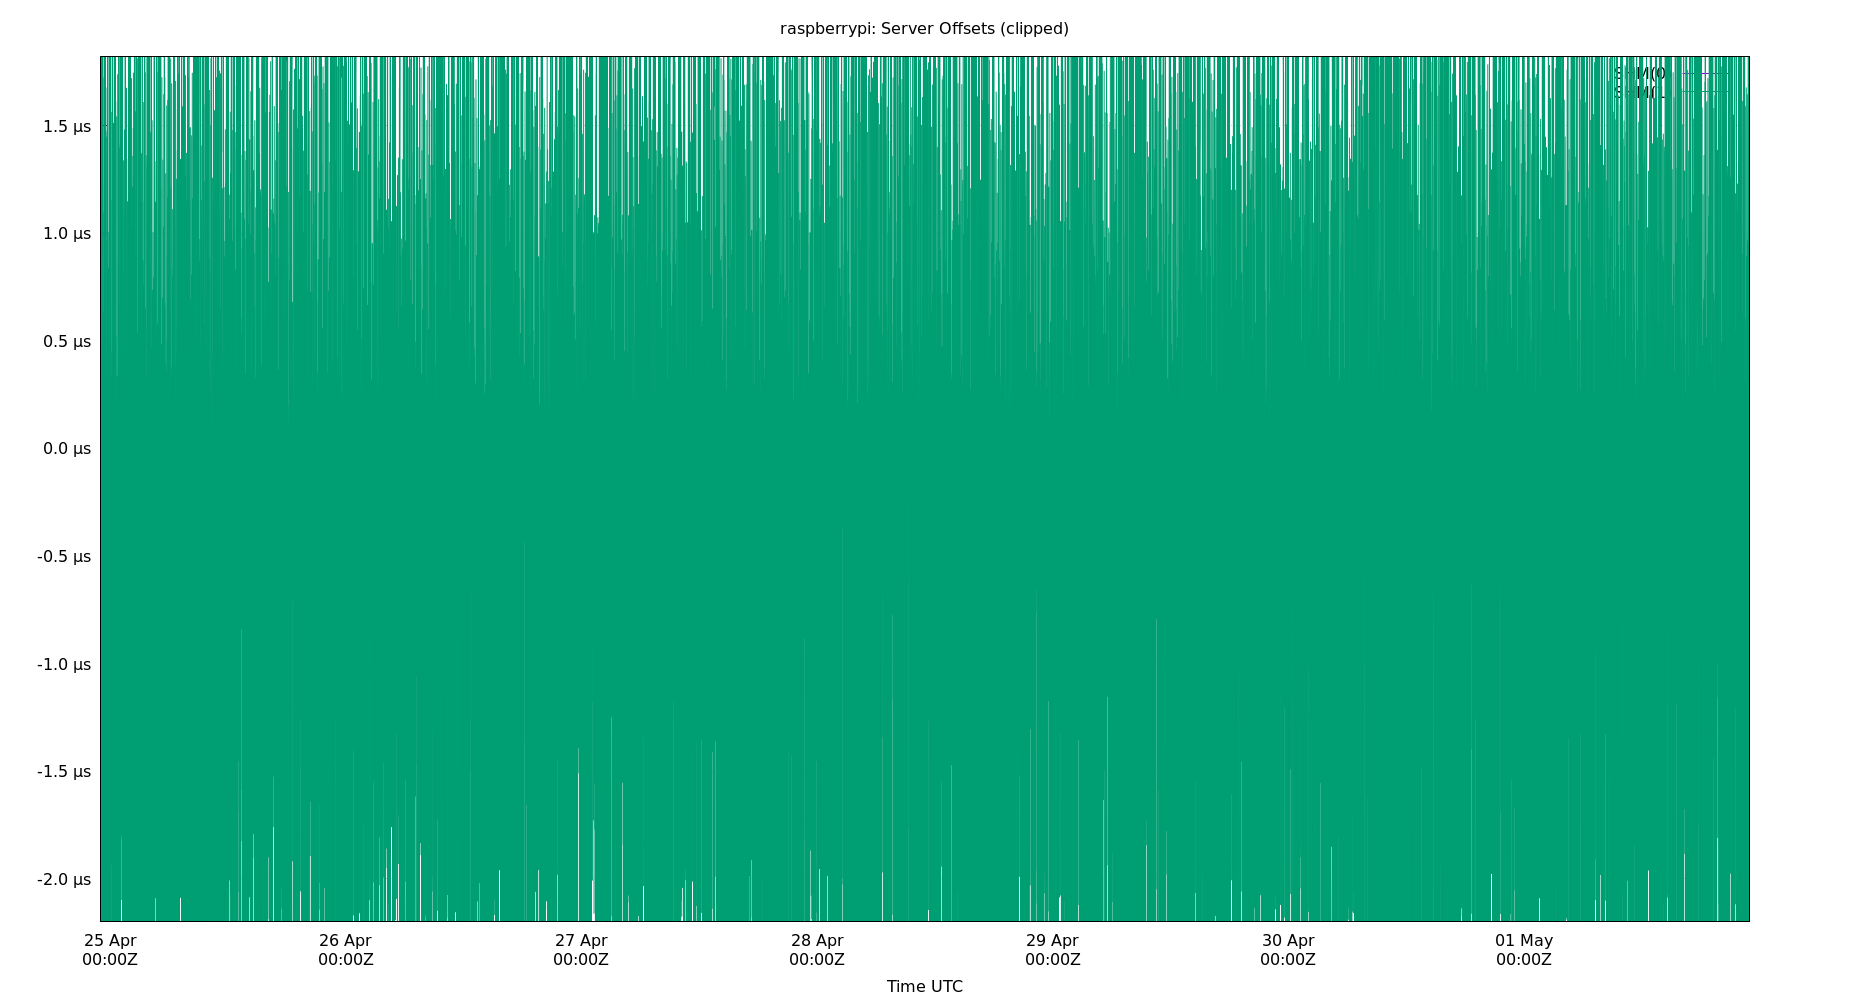 raspberrypi: Server Offsets (clipped)
1.5 µs
1.0 µs
0.5 µs
0.0 µs
-0.5 µs
-1.0 µs
-1.5 µs
-2.0 µs
25 Apr 26 Apr 27 Apr 28 Apr 29 Apr 30 Apr 01 May
00:00Z 00:00Z 00:00Z 00:00Z 00:00Z 00:00Z 00:00Z
Time UTC